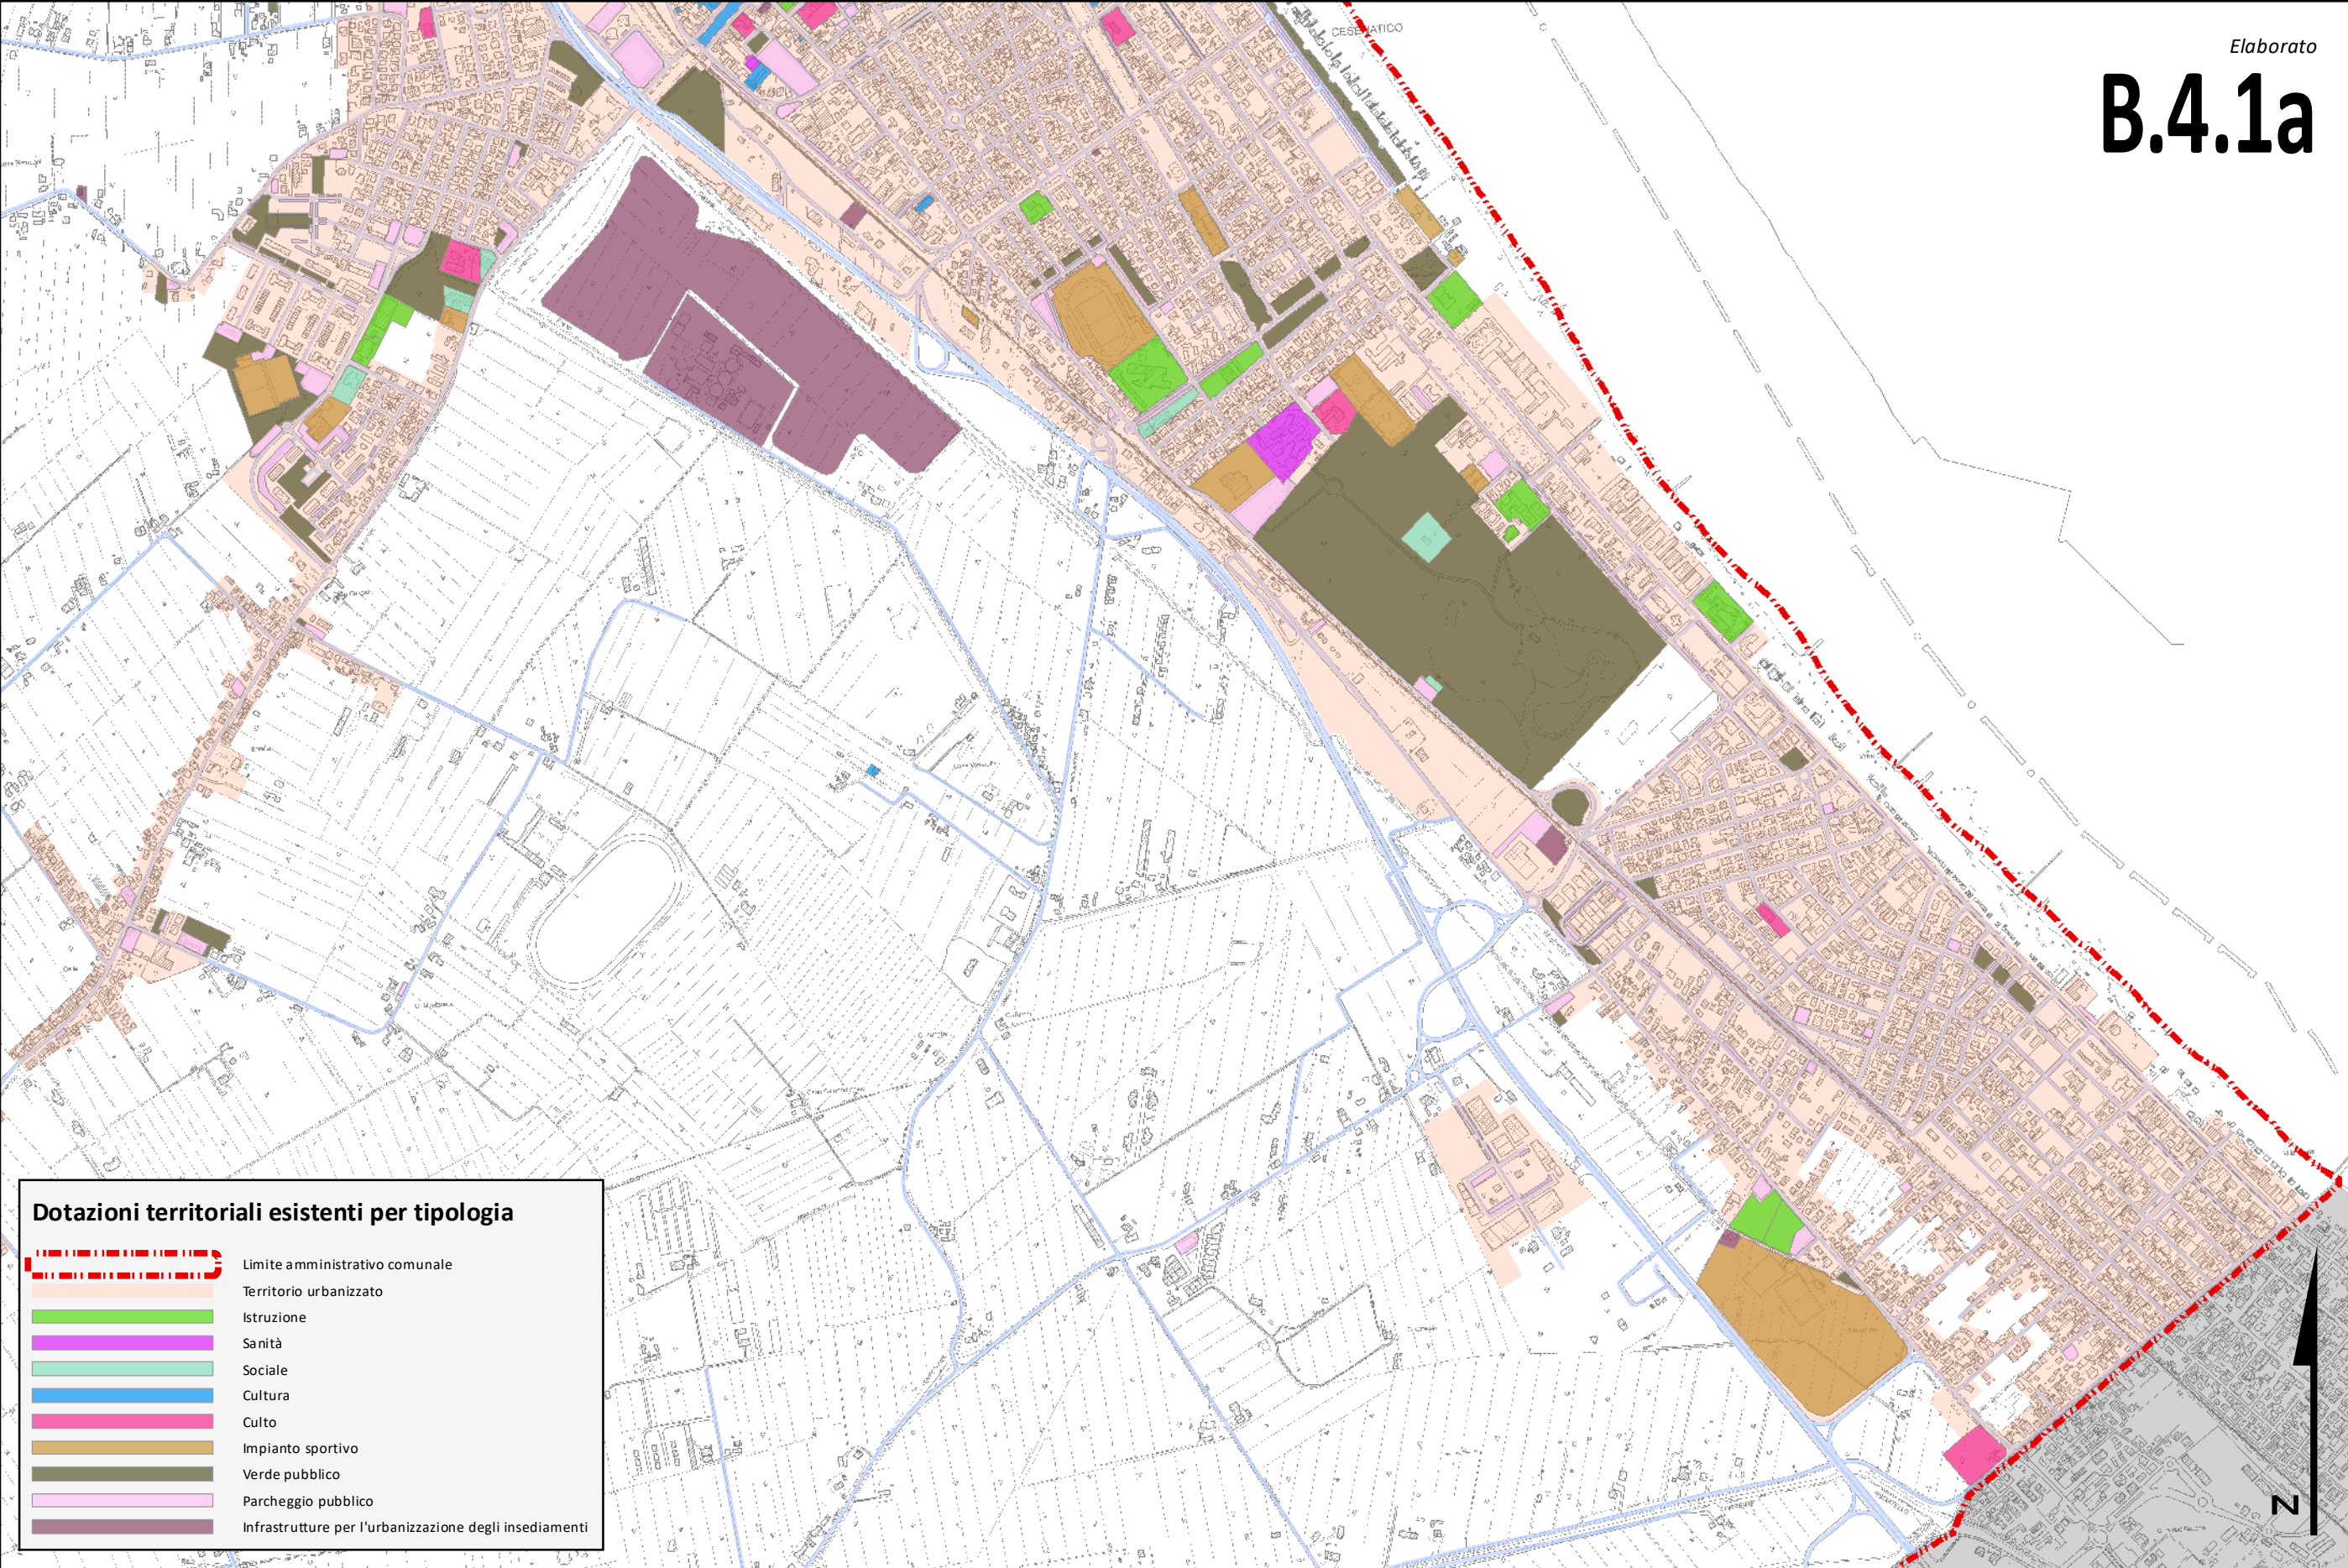 CESENATICO
Elaborato
B.4.1a
Dotazioni territoriali esistenti per tipologia
Limite amministrativo comunale
Territorio urbanizzato
Istruzione
Sanità
Sociale
Cultura
Culto
Impianto sportivo
Verde pubblico
Parcheggio pubblico
Infrastrutture per l'urbanizzazione degli insediamenti
N